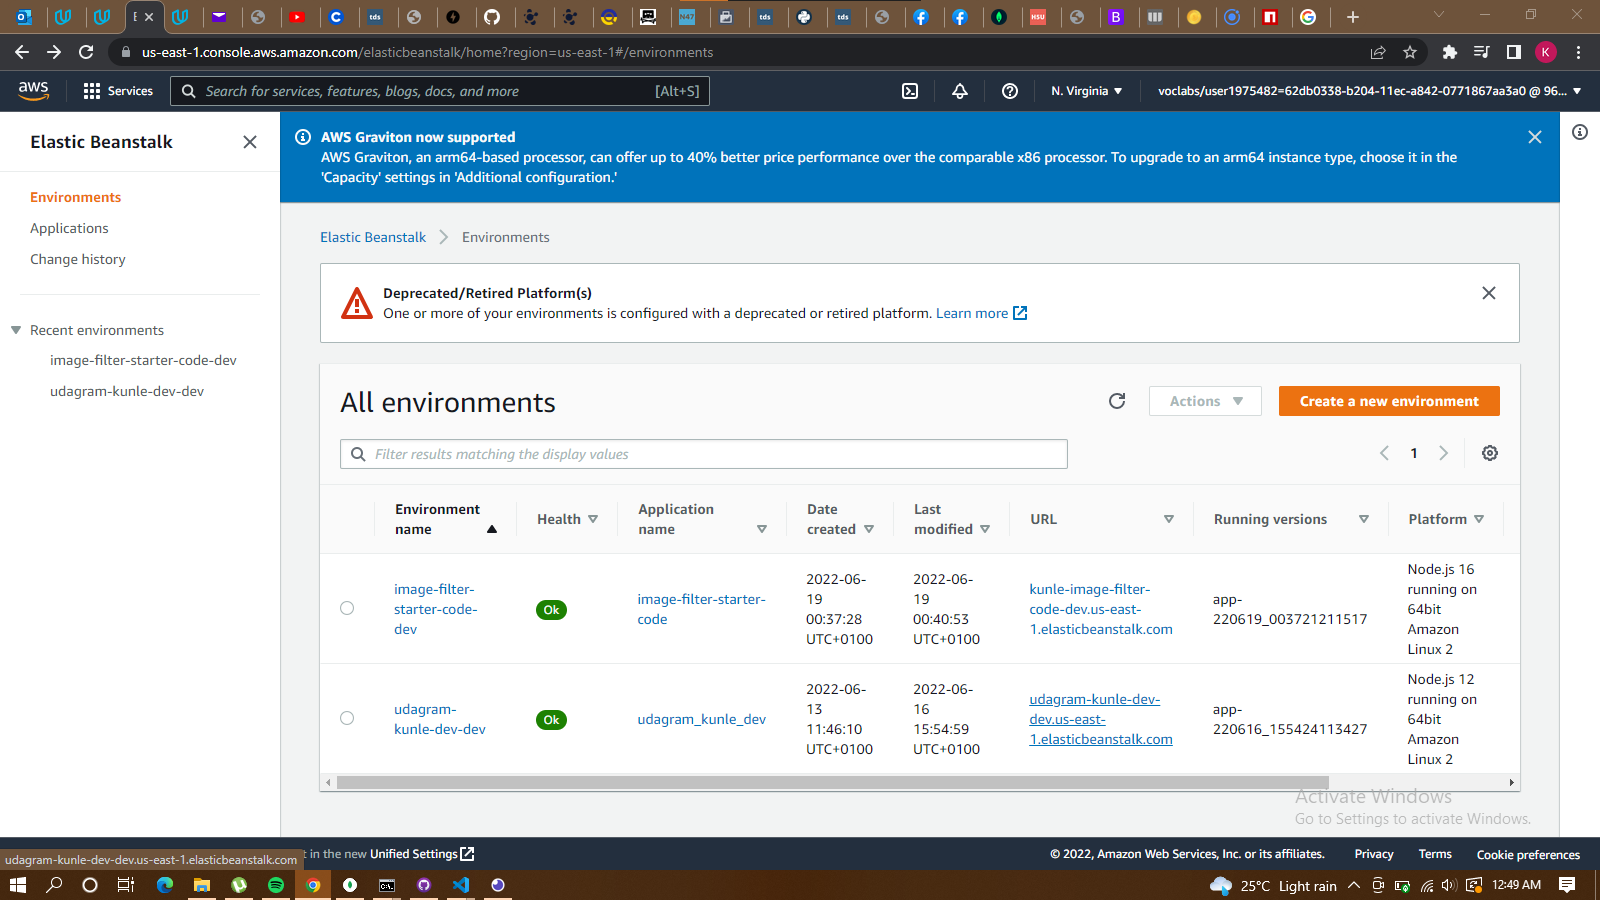 us-east-1.console.aws.amazon.com/elasticbeanstalk/home?region=us-east-1#/environments
K
aws
Services
Search for services, features, blogs, docs, and more
[Alt+S]
N. Virginia
voclabs/user1975482=62db0338-b204-11ec-a842-0771867aa3a0 @ 96...
Elastic Beanstalk
Environments
Applications
Change history
Recent environments
image-filter-starter-code-dev
udagram-kunle-dev-dev
AWS Graviton now supported
AWS Graviton, an arm64-based processor, can offer up to 40% better price performance over the comparable x86 processor. To upgrade to an arm64 instance type, choose it in the
'Capacity' settings in 'Additional configuration.'
Elastic Beanstalk
Environments
Deprecated/Retired Platform(s)
One or more of your environments is configured with a deprecated or retired platform. Learn more
All environments
Actions
Create a new environment
Filter results matching the display values
1
Environment
name
Health
Application
name
Date
created
Last
modified
URL
Running versions
Platform
image-filter-
starter-code-
dev
Ok
image-filter-starter-
code
2022-06-
19
00:37:28
UTC+0100
2022-06-
19
00:40:53
UTC+0100
kunle-image-filter-
code-dev.us-east-
1.elasticbeanstalk.com
app-
220619_003721211517
Node.js 16
running on
64bit
Amazon
Linux 2
udagram-
kunle-dev-dev
Ok
udagram_kunle_dev
2022-06-
13
11:46:10
UTC+0100
2022-06-
16
15:54:59
UTC+0100
udagram-kunle-dev-
dev.us-east-
1.elasticbeanstalk.com
app-
220616_155424113427
Node.js 12
running on
64bit
Amazon
Linux 2
Activate Windows
Go to Settings to activate Windows.
udagram-kunle-dev-dev.us-east-1.elasticbeanstalk.com
t in the new Unified Settings
© 2022, Amazon Web Services, Inc. or its affiliates.
Privacy
Terms
Cookie preferences
25°C Light rain
12:49 AM